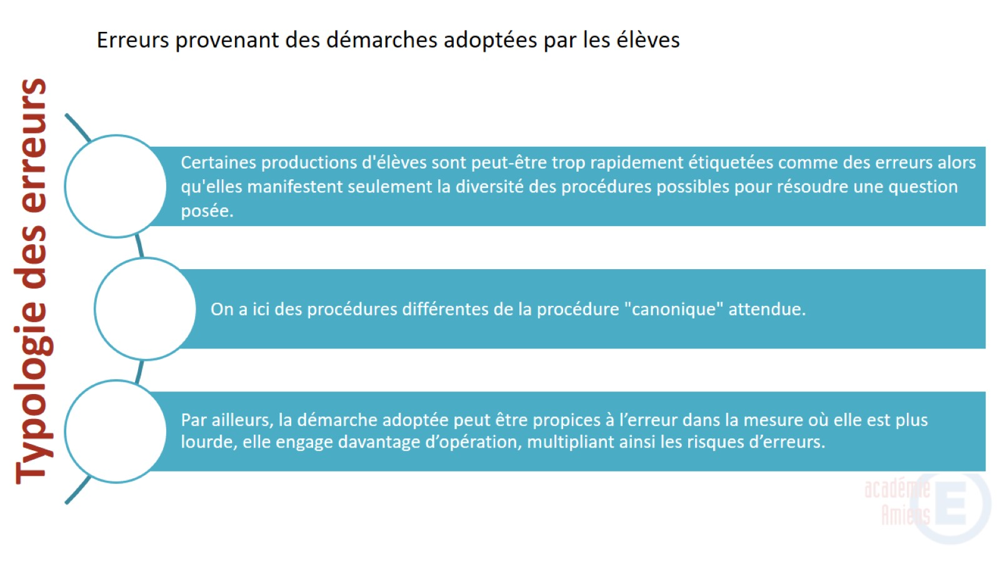 Erreurs provenant des démarches adoptées par les élèves
Typologie des erreurs
Certaines productions d'élèves sont peut-être trop rapidement étiquetées comme des erreurs alors
qu'elles manifestent seulement la diversité des procédures possibles pour résoudre une question
posée.
On a ici des procédures différentes de la procédure "canonique" attendue.
Par ailleurs, la démarche adoptée peut être propices à l’erreur dans la mesure où elle est plus
lourde, elle engage davantage d’opération, multipliant ainsi les risques d’erreurs.
académie
Amiens
E